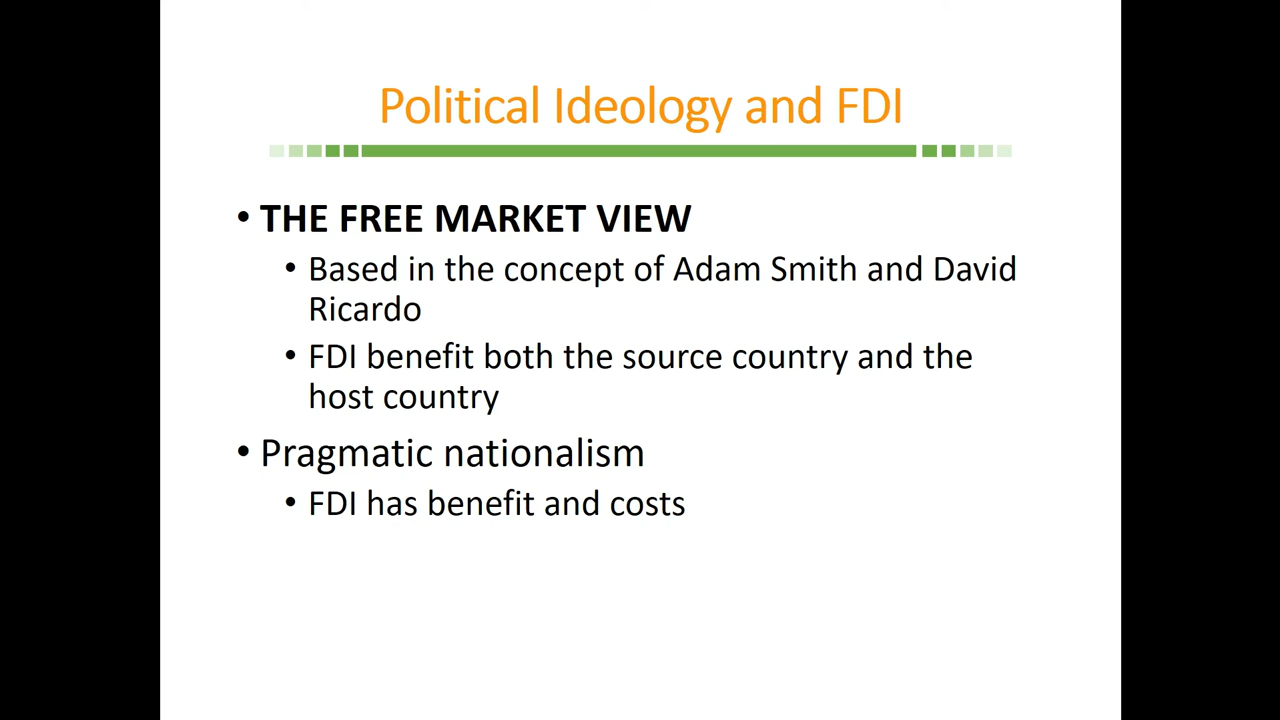 Political Ideology and FDI
• THE FREE MARKET VIEW
• Based in the concept of Adam Smith and David
Ricardo
• FDI benefit both the source country and the
host country
• Pragmatic nationalism
• FDI has benefit and costs